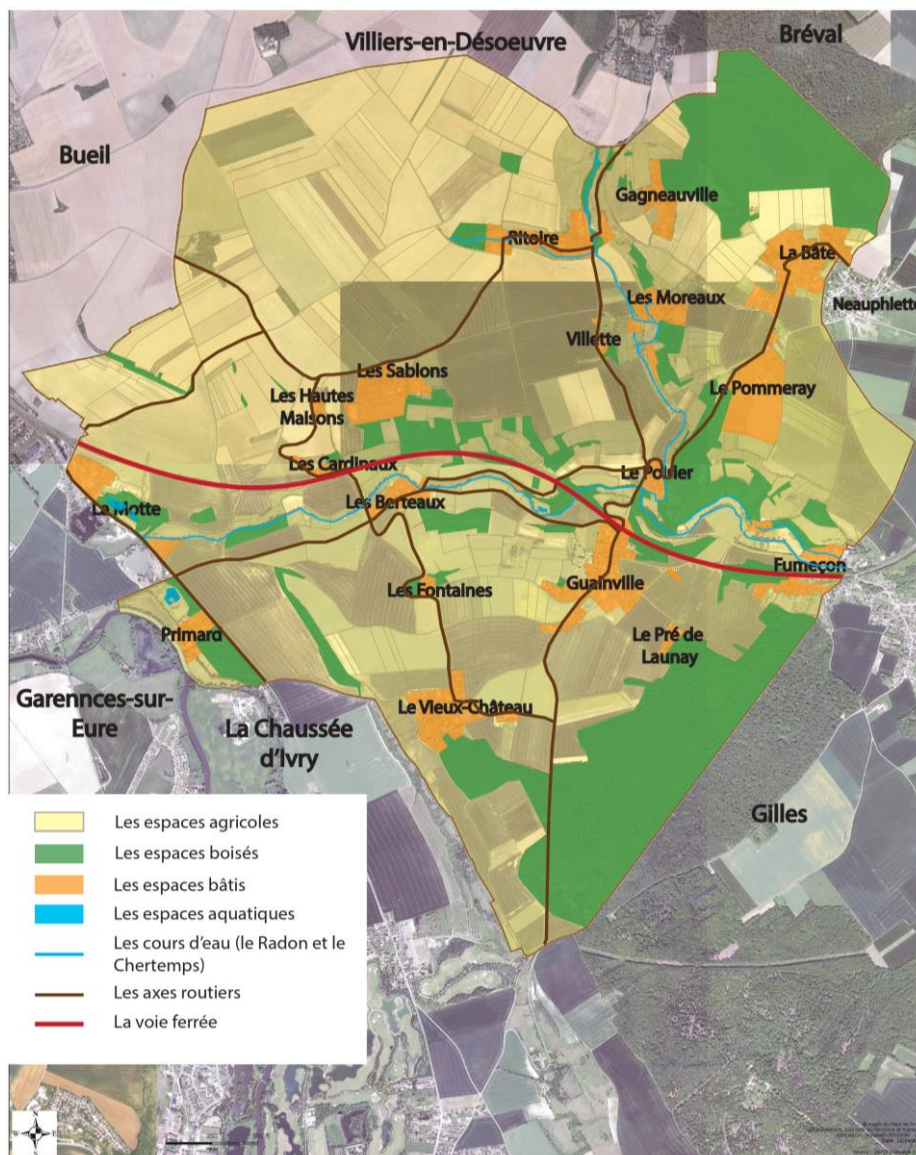 Villiers-en-Désoeuvre
Bréval
Bueil
Gagneauville
Ritoire
La Bâte
Neauphlette
Les Moreaux
Villette
Les Sablons
Le Pommeray
Les Hautes
Maisons
Les Cardinaux
Le Poirier
Les Berteaux
La Motte
Fumeçon
Guainville
Les Fontaines
Primard
Le Pré de
Launay
Garennces-sur-
Eure
La Chaussée
d'Ivry
Le Vieux-Château
Gilles
Les espaces agricoles
Les espaces boisés
Les espaces bâtis
Les espaces aquatiques
Les cours d'eau (le Radon et le
Chertemps)
Les axes routiers
La voie ferrée
N
W
E
S